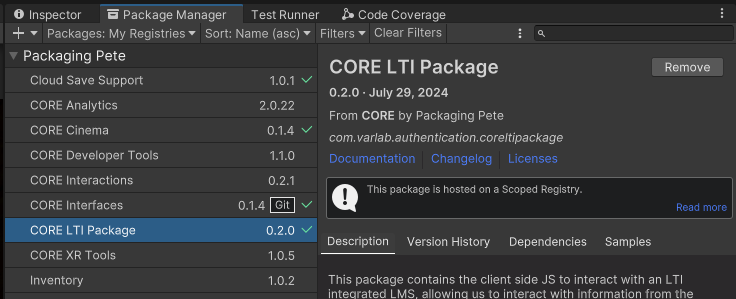 Inspector Package Manager Test Runner Code Coverage
+ Packages: My Registries Sort: Name (asc) Filters Clear Filters
Packaging Pete
Cloud Save Support 1.0.1
CORE Analytics 2.0.22
CORE Cinema 0.1.4
CORE Developer Tools 1.1.0
CORE Interactions 0.2.1
CORE Interfaces 0.1.4 Git
CORE LTI Package 0.2.0
CORE XR Tools 1.0.5
Inventory 1.0.2
CORE LTI Package
Remove
0.2.0 · July 29, 2024
From CORE by Packaging Pete
com.varlab.authentication.coreltipackage
Documentation Changelog Licenses
This package is hosted on a Scoped Registry.
Read more
Description Version History Dependencies Samples
This package contains the client side JS to interact with an LTI
integrated LMS, allowing us to interact with information from the